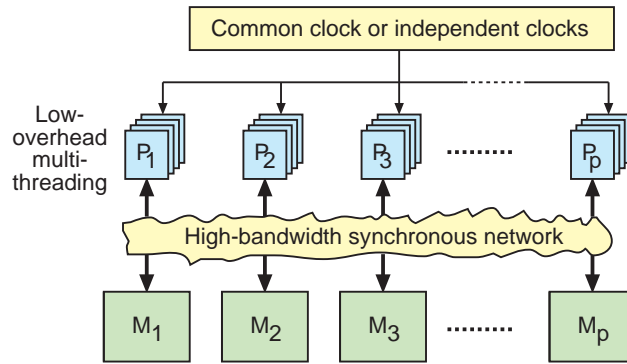 Common clock or independent clocks
Low-
overhead
multi-
threading
P1 P2 P3 Pp
High-bandwidth synchronous network
M1 M2 M3 Mp